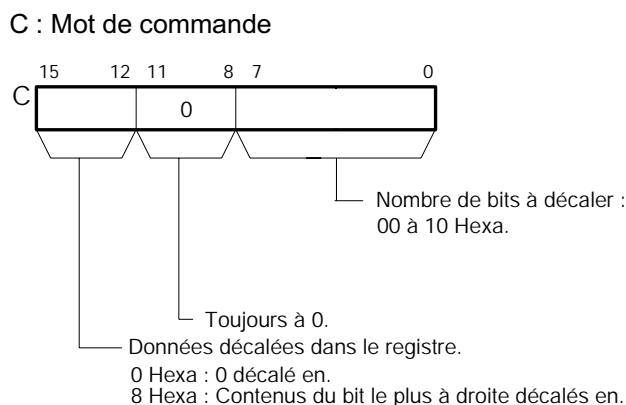 C : Mot de commande
15 12 11 8 7 0
C
0
Nombre de bits à décaler :
00 à 10 Hexa.
Toujours à 0.
Données décalées dans le registre.
0 Hexa : 0 décalé en.
8 Hexa : Contenus du bit le plus à droite décalés en.